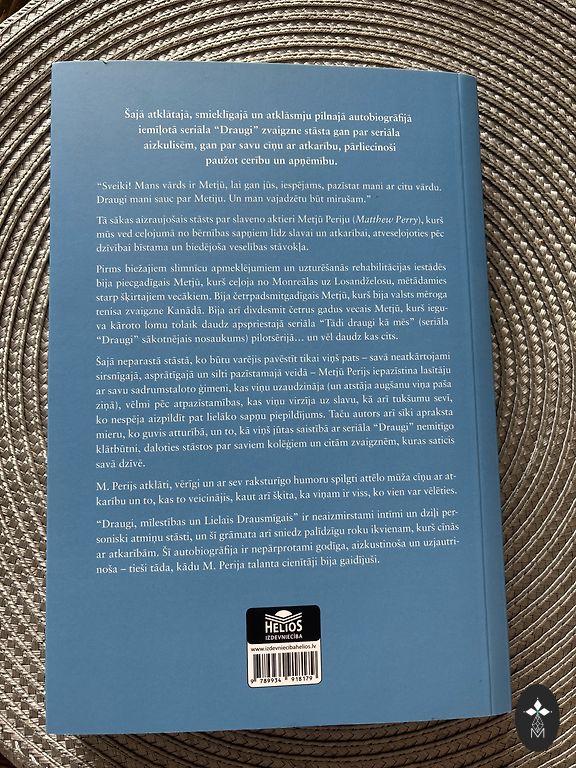 Šajā atklātajā, smieklīgajā un atklāsmju pilnajā autobiogrāfijā
iemīļotā seriāla “Draugi” zvaigzne stāsta gan par seriāla
aizkulisēm, gan par savu cīņu ar atkarību, pārliecinoši
paužot cerību un apņēmību.
“Sveiki! Mans vārds ir Metjū, lai gan jūs, iespējams, pazīstat mani ar citu vārdu.
Draugi mani sauc par Metiju. Un man vajadzētu būt mirušam.”
Tā sākas aizraujošais stāsts par slaveno aktieri Metjū Periju (Matthew Perry), kurš
mūs ved ceļojumā no bērnības sapņiem līdz slavai un atkarībai, atveseļojoties pēc
dzīvībai bīstama un biedējoša veselības stāvokļa.
Pirms biežajiem slimnīcu apmeklējumiem un uzturēšanās rehabilitācijas iestādēs
bija piecgadīgais Metjū, kurš ceļoja no Monreālas uz Losandželosu, mētādamies
starp šķirtajiem vecākiem. Bija četrpadsmitgadīgais Metjū, kurš bija valsts mēroga
tenisa zvaigzne Kanādā. Bija arī divdesmit četrus gadus vecais Metjū, kurš iegu-
va kāroto lomu tolaik daudz apspriestajā seriāla “Tādi draugi kā mēs” (seriāla
“Draugi” sākotnējais nosaukums) pilotsērijā... un vēl daudz kas cits.
Šajā neparastā stāstā, ko būtu varējis pavēstīt tikai viņš pats – savā neatkārtojami
sirsnīgajā, asprātīgajā un silti pazīstamajā veidā – Metjū Perijs iepazīstina lasītāju
ar savu sadrumstaloto ģimeni, kas viņu uzaudzināja (un atstāja augšanu viņa paša
ziņā), vēlmi pēc atpazīstamības, kas viņu virzīja uz slavu, kā arī tukšumu sevī,
ko nespēja aizpildīt pat lielāko sapņu piepildījums. Taču autors arī sīki apraksta
mieru, ko guvis atturībā, un to, kā viņš jūtas saistībā ar seriāla “Draugi” nemitīgo
klātbūtni, daloties stāstos par saviem kolēģiem un citām zvaigznēm, kuras saticis
savā dzīvē.
M. Perijs atklāti, vērīgi un ar sev raksturīgo humoru spilgti attēlo mūža cīņu ar at-
karību un to, kas to veicinājis, kaut arī šķita, ka viņam ir viss, ko vien var vēlēties.
“Draugi, mīlestības un Lielais Drausmīgais” ir neaizmirstami intīmi un dziļi per-
soniski atmiņu stāsti, un šī grāmata arī sniedz palīdzīgu roku ikvienam, kurš cīnās
ar atkarībām. Šī autobiogrāfija ir nepārprotami godīga, aizkustinoša un uzjautri-
noša – tieši tāda, kādu M. Perija talanta cienītāji bija gaidījuši.
HELIOS
IZDEVNIECĪBA
www.izdevniecibahelios.lv
9 789934 918179
M